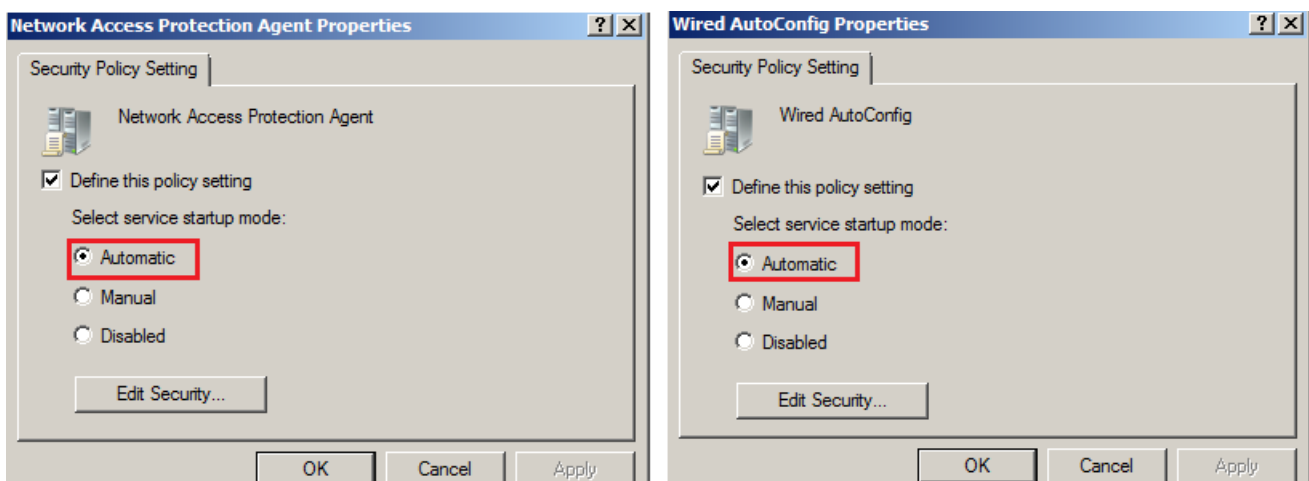 Network Access Protection Agent Properties
Security Policy Setting
Network Access Protection Agent
Define this policy setting
Select service startup mode:
Automatic
Manual
Disabled
Edit Security...
OK Cancel Apply
Wired AutoConfig Properties
Security Policy Setting
Wired AutoConfig
Define this policy setting
Select service startup mode:
Automatic
Manual
Disabled
Edit Security...
OK Cancel Apply